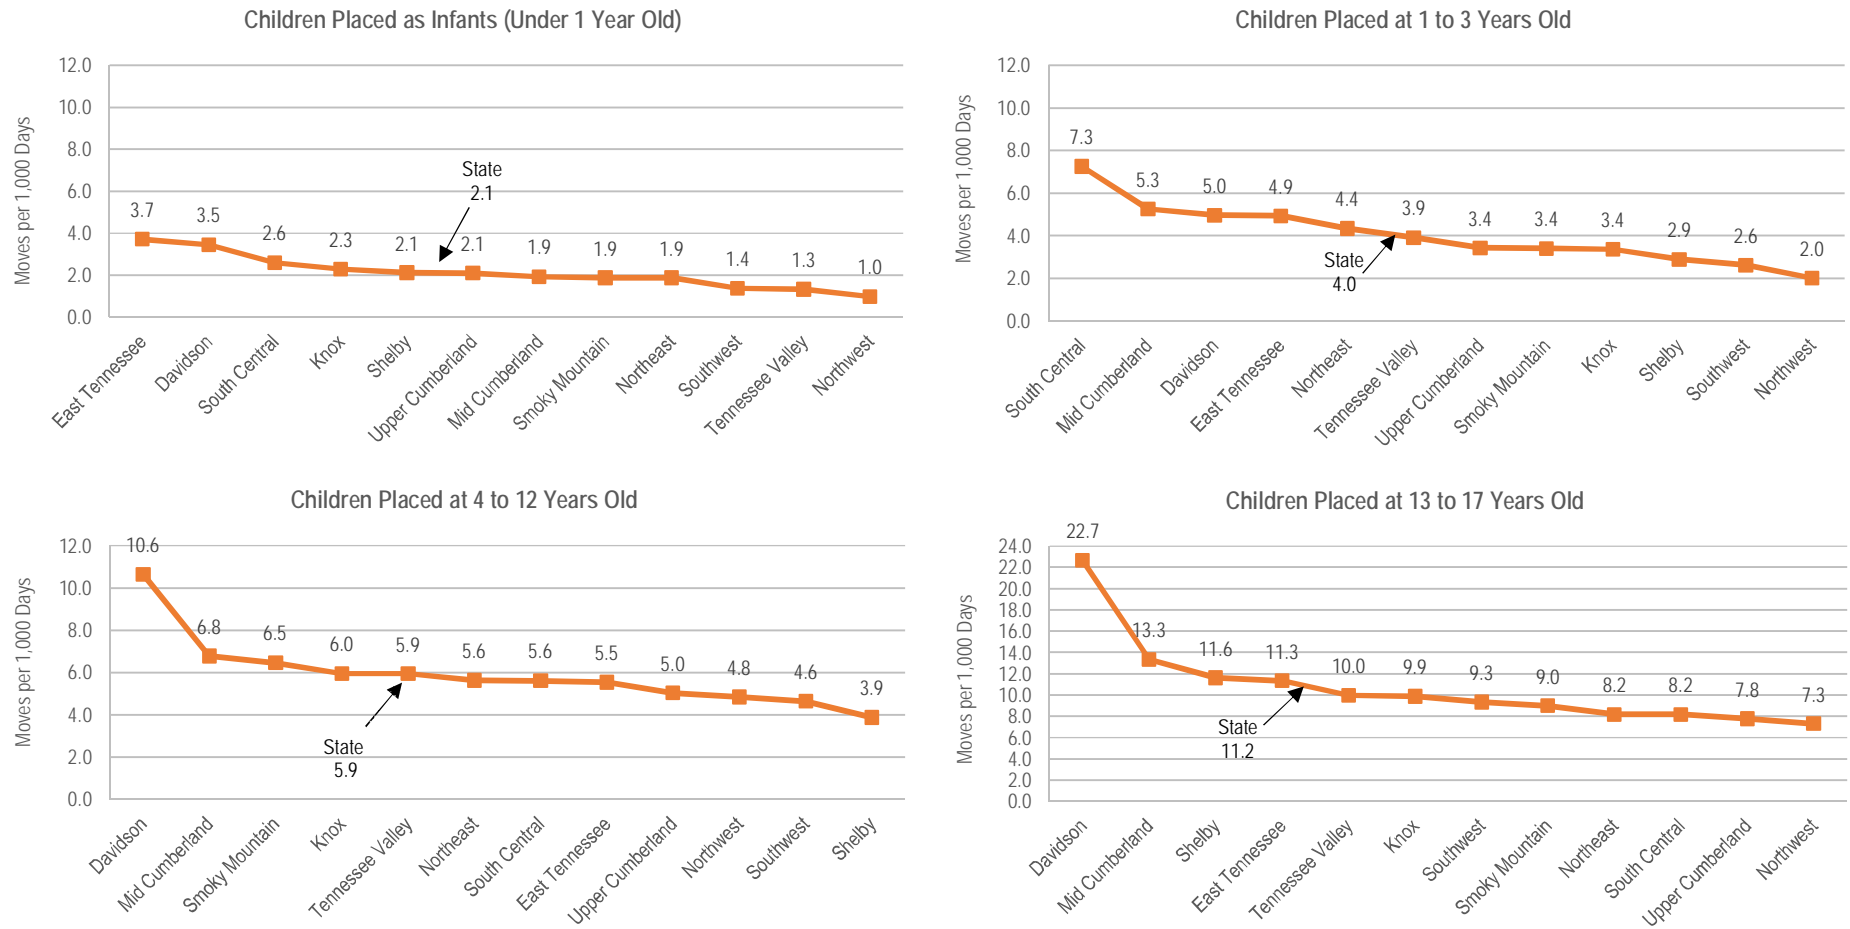 Children Placed as Infants (Under 1 Year Old)
Moves per 1,000 Days
12.0
10.0
8.0
6.0
4.0
2.0
0.0
3.7
3.5
2.6
2.3
2.1
2.1
1.9
1.9
1.9
1.4
1.3
1.0
State
2.1
East Tennessee
Davidson
South Central
Knox
Shelby
Upper Cumberland
Mid Cumberland
Smoky Mountain
Northeast
Southwest
Tennessee Valley
Northwest
Children Placed at 1 to 3 Years Old
Moves per 1,000 Days
12.0
10.0
8.0
6.0
4.0
2.0
0.0
7.3
5.3
5.0
4.9
4.4
3.9
3.4
3.4
3.4
2.9
2.6
2.0
State
4.0
South Central
Mid Cumberland
Davidson
East Tennessee
Northeast
Tennessee Valley
Upper Cumberland
Smoky Mountain
Knox
Shelby
Southwest
Northwest
Children Placed at 4 to 12 Years Old
Moves per 1,000 Days
12.0
10.0
8.0
6.0
4.0
2.0
0.0
10.6
6.8
6.5
6.0
5.9
5.6
5.6
5.5
5.0
4.8
4.6
3.9
State
5.9
Davidson
Mid Cumberland
Smoky Mountain
Knox
Tennessee Valley
Northeast
South Central
East Tennessee
Upper Cumberland
Northwest
Southwest
Shelby
Children Placed at 13 to 17 Years Old
Moves per 1,000 Days
24.0
22.0
20.0
18.0
16.0
14.0
12.0
10.0
8.0
6.0
4.0
2.0
0.0
22.7
13.3
11.6
11.3
10.0
9.9
9.3
9.0
8.2
8.2
7.8
7.3
State
11.2
Davidson
Mid Cumberland
Shelby
East Tennessee
Tennessee Valley
Knox
Southwest
Smoky Mountain
Northeast
South Central
Upper Cumberland
Northwest